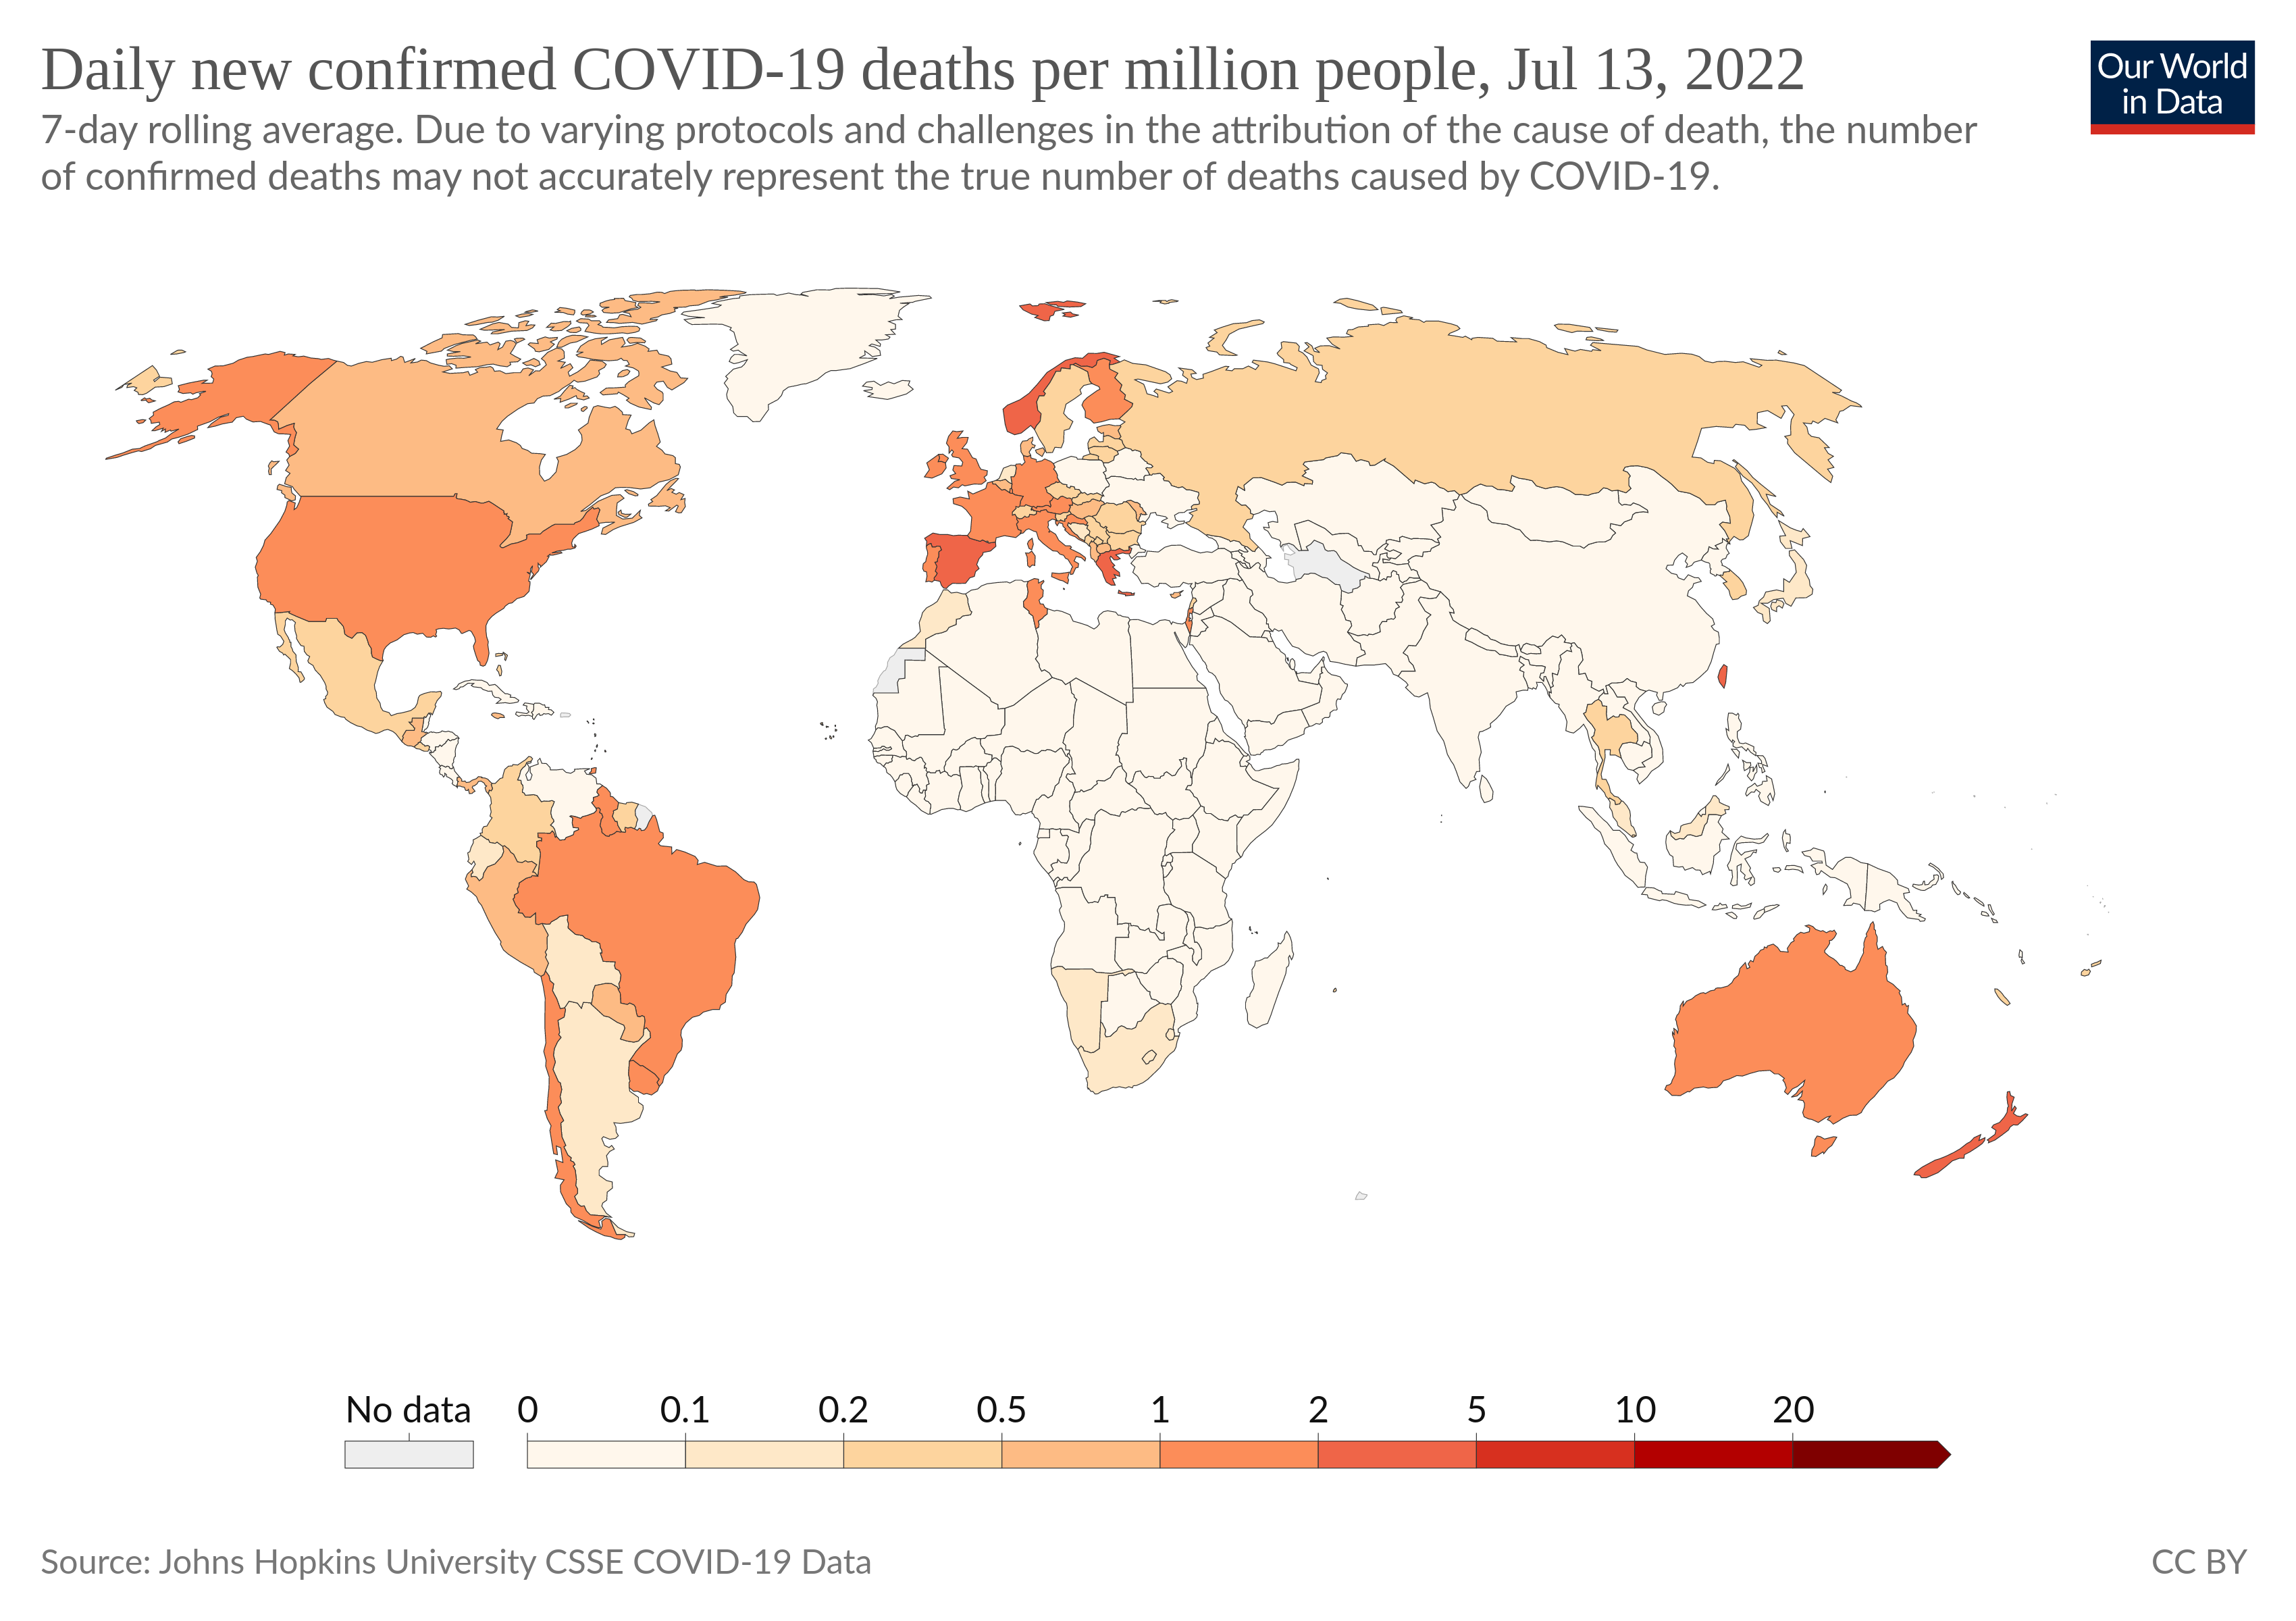 Daily new confirmed COVID-19 deaths per million people, Jul 13, 2022
Our World
in Data
7-day rolling average. Due to varying protocols and challenges in the attribution of the cause of death, the number
of confirmed deaths may not accurately represent the true number of deaths caused by COVID-19.
No data 0 0.1 0.2 0.5 1 2 5 10 20
Source: Johns Hopkins University CSSE COVID-19 Data
CC BY